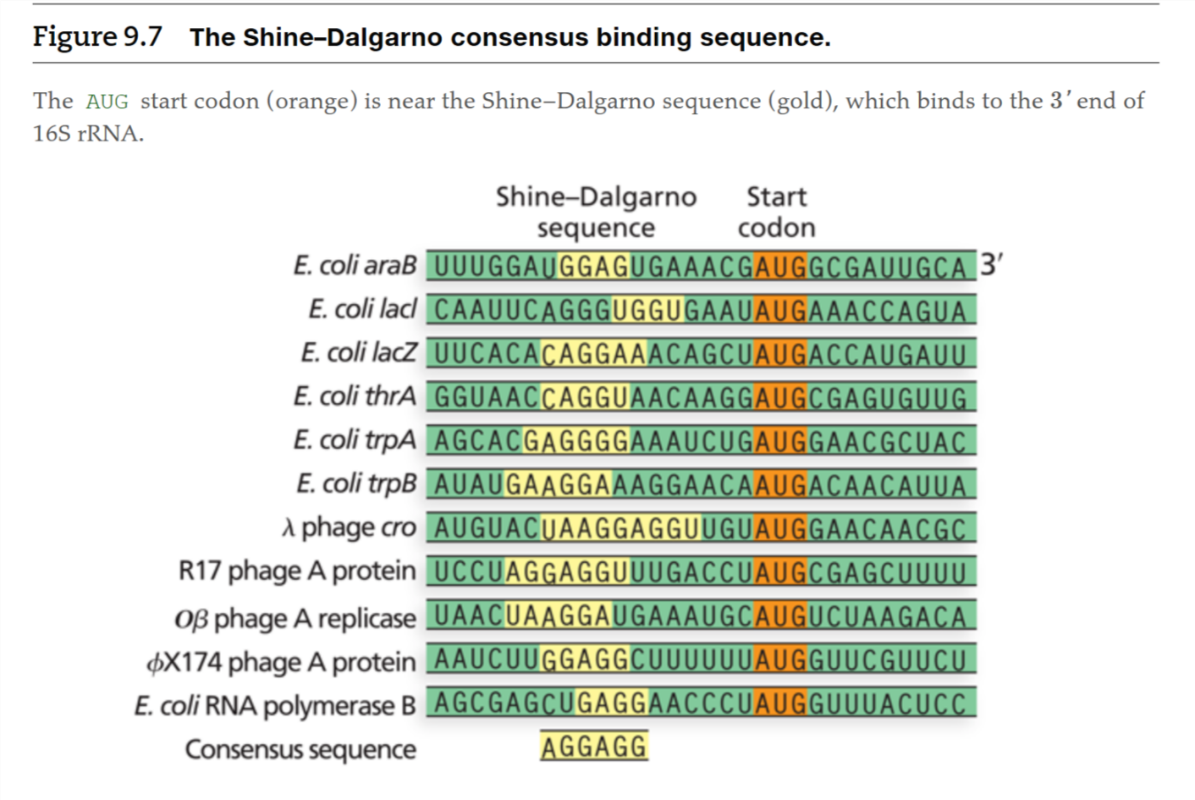 Figure 9.7 The Shine–Dalgarno consensus binding sequence.
The AUG start codon (orange) is near the Shine–Dalgarno sequence (gold), which binds to the 3′ end of
16S rRNA.
Shine–Dalgarno Start
sequence codon
E. coli araB UUUGGAUGGAGUGAAACGAUGGCGAUUGCA 3′
E. coli lacI CAAUUCAGGGUGGUGAAUAUGAAACCAGUA
E. coli lacZ UUCACACAGGAAACAGCUAUGACCAUGAUU
E. coli thrA GGUAACCAGGUAACAAGGAUGCGAGUGUUG
E. coli trpA AGCACGAGGGGAAAUCUGAUGGAACGCUAC
E. coli trpB AUAUGAAGGAAAGGAACAAUGACAACAUUA
λ phage cro AUGUACUAAGGAGGUUGUAUGGAACAACGC
R17 phage A protein UCCUAGGAGGUUUGACCUAUGCGAGCUUUU
Oβ phage A replicase UAACUAAGGAUGAAAUGCAUGUCUAAGACA
ϕX174 phage A protein AAUCUUGGAGGCUUUUUUAUGGUUCGUUCU
E. coli RNA polymerase B AGCGAGCUGAGGAACCCUAUGGUUUACUCC
Consensus sequence AGGAGG